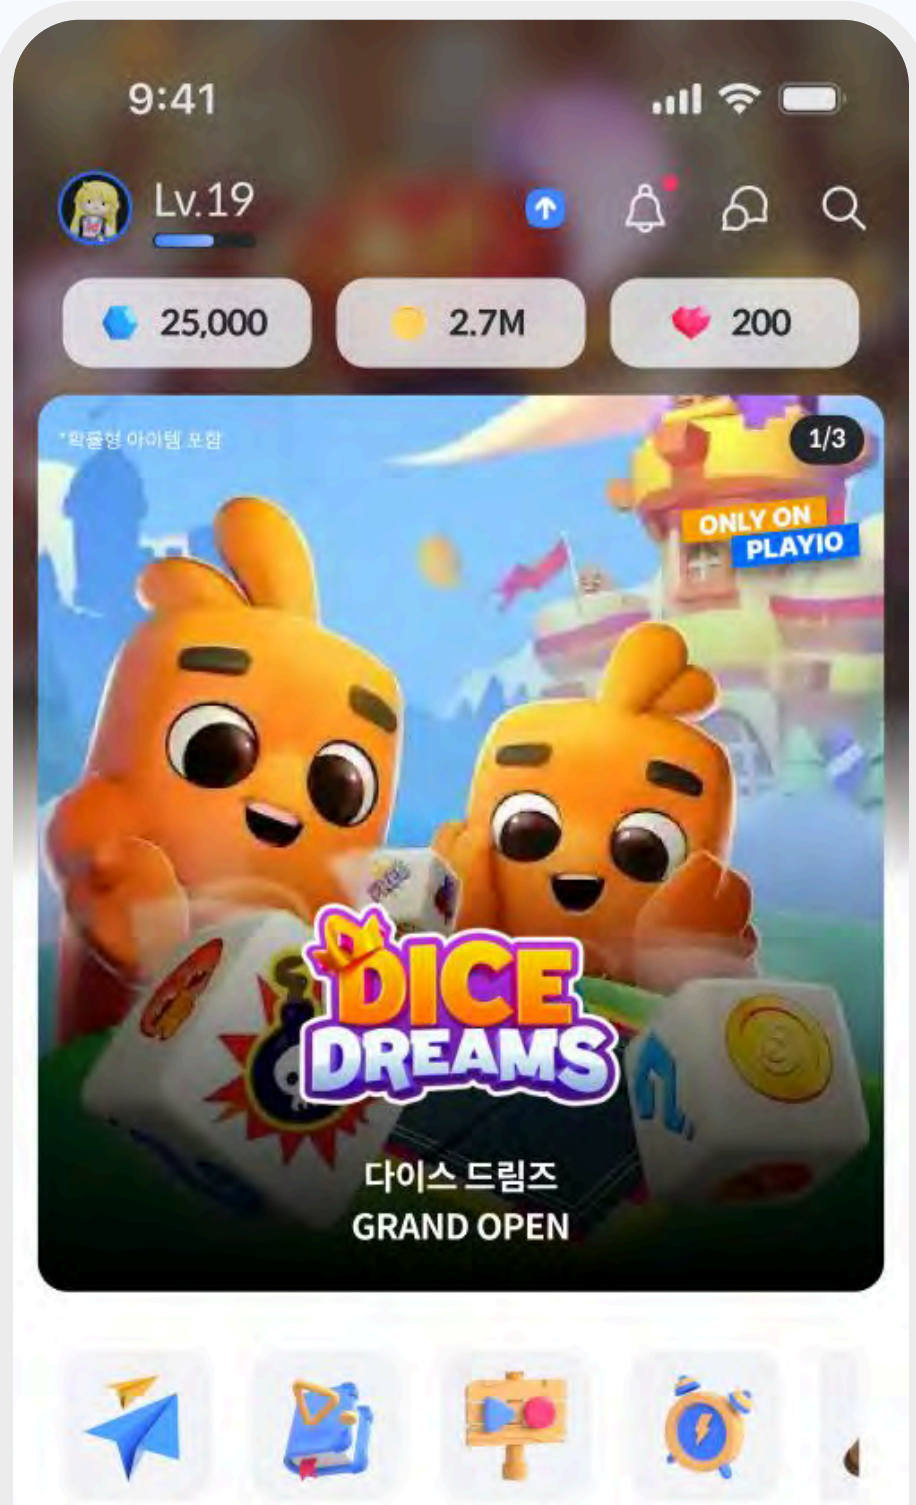 9:41
Lv.19
25,000
2.7M
200
*확률형 아이템 포함
1/3
ONLY ON
PLAYIO
DICE
DREAMS
다이스 드림즈
GRAND OPEN